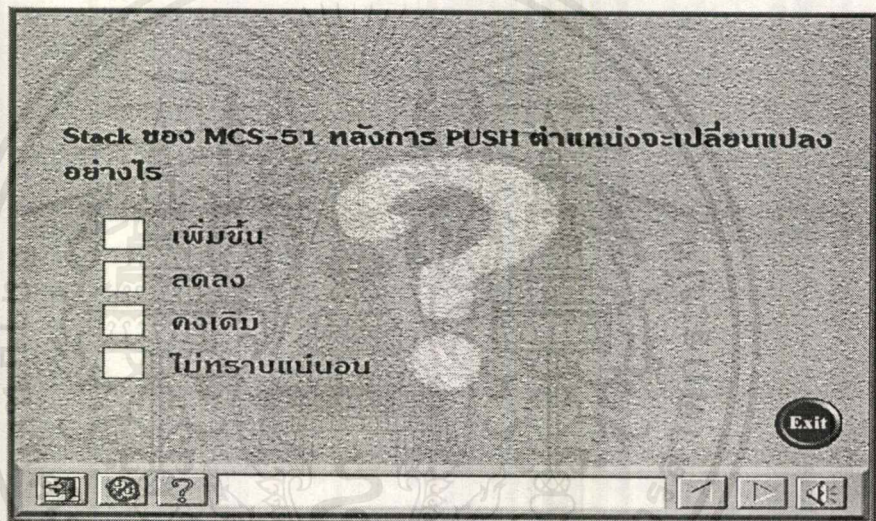 Stack ของ MCS-51 หลังการ PUSH ตำแหน่งจะเปลี่ยนแปลง
อย่างไร
เพิ่มขึ้น
ลดลง
คงเดิม
ไม่ทราบแน่นอน
Exit